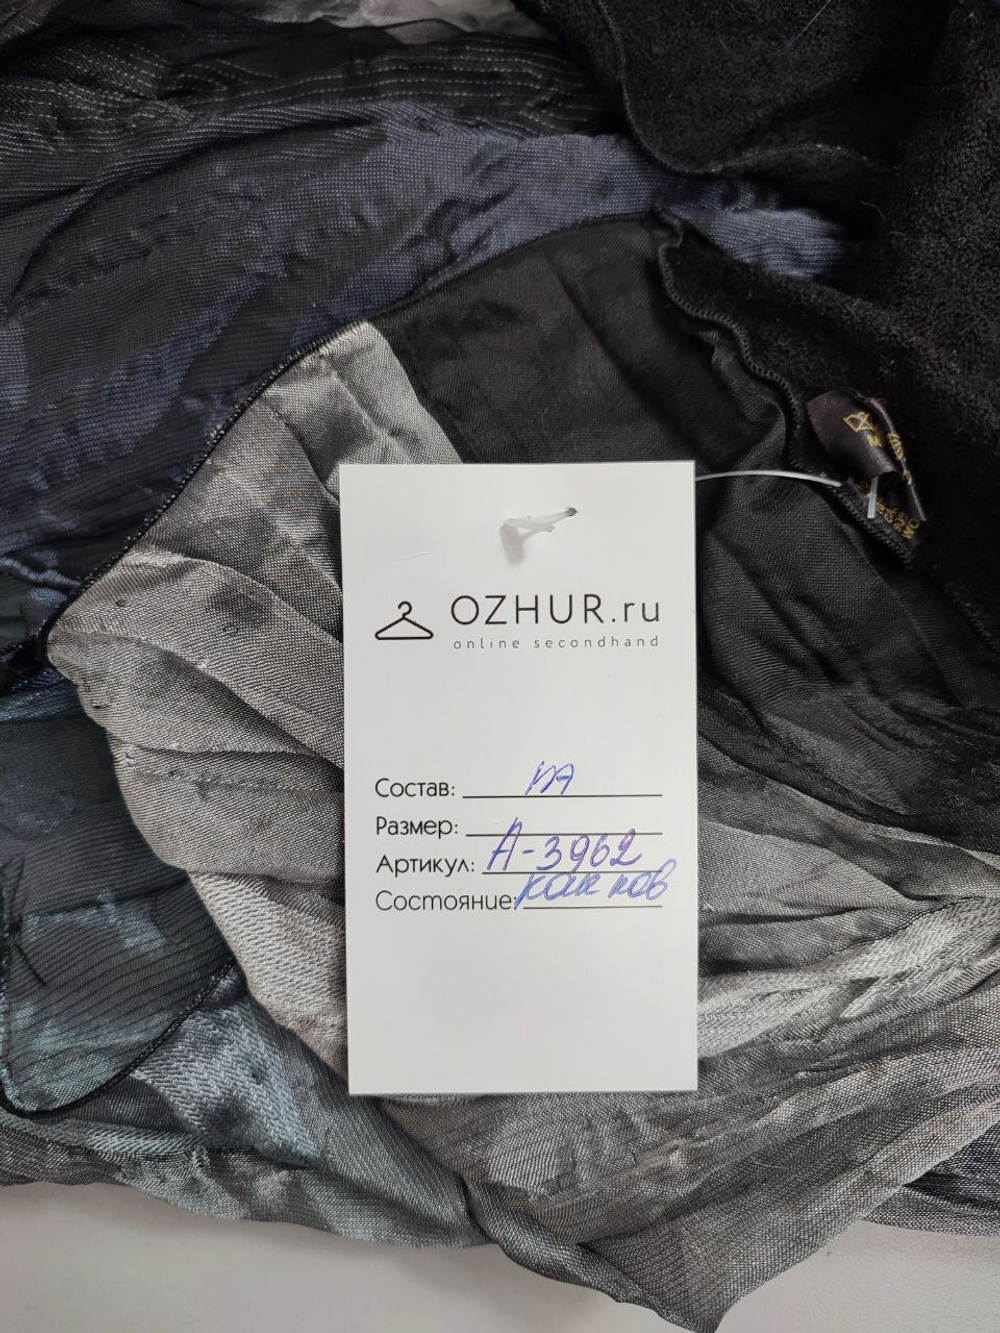 OZHUR.ru
online secondhand
Состав:
Размер:
Артикул: А-3962
Состояние: как нов